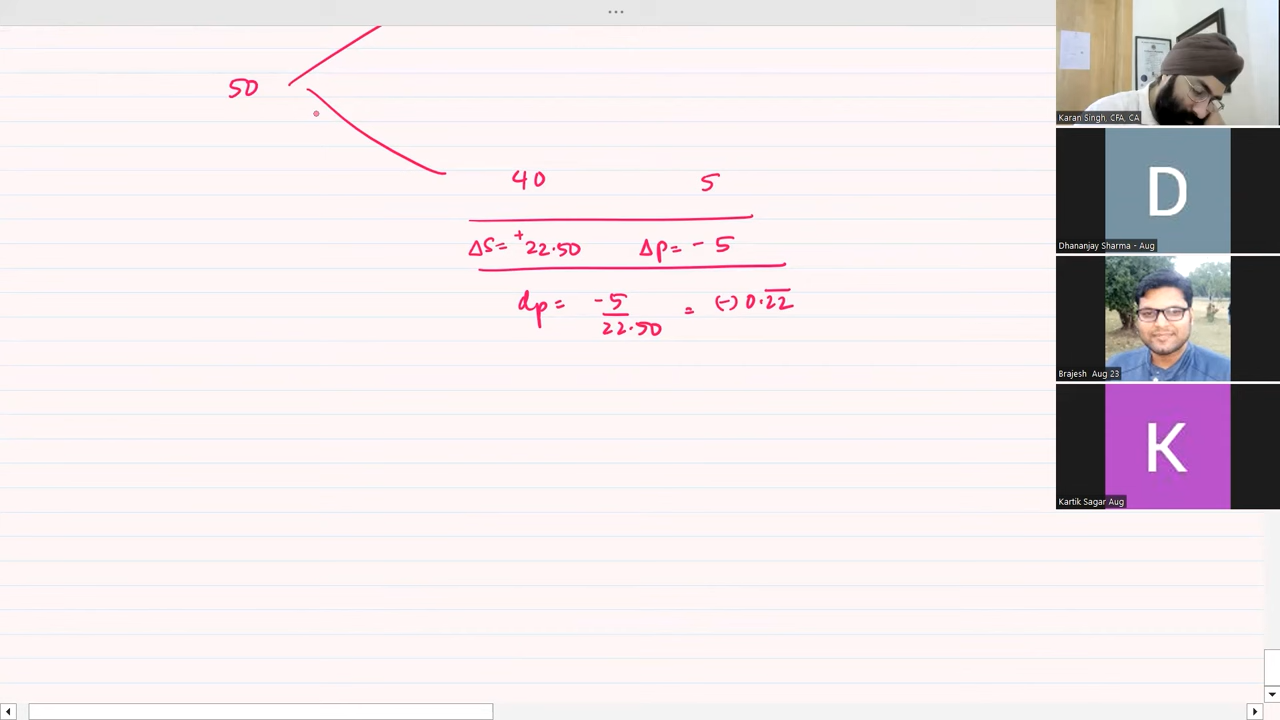 Karan Singh, CFA, CA
50
40 5
ΔS= +22.50 Δp= -5
dp= -5/22.50 = (-) 0.22
Dhananjay Sharma - Aug
Brajesh Aug 23
K
Kartik Sagar Aug
D